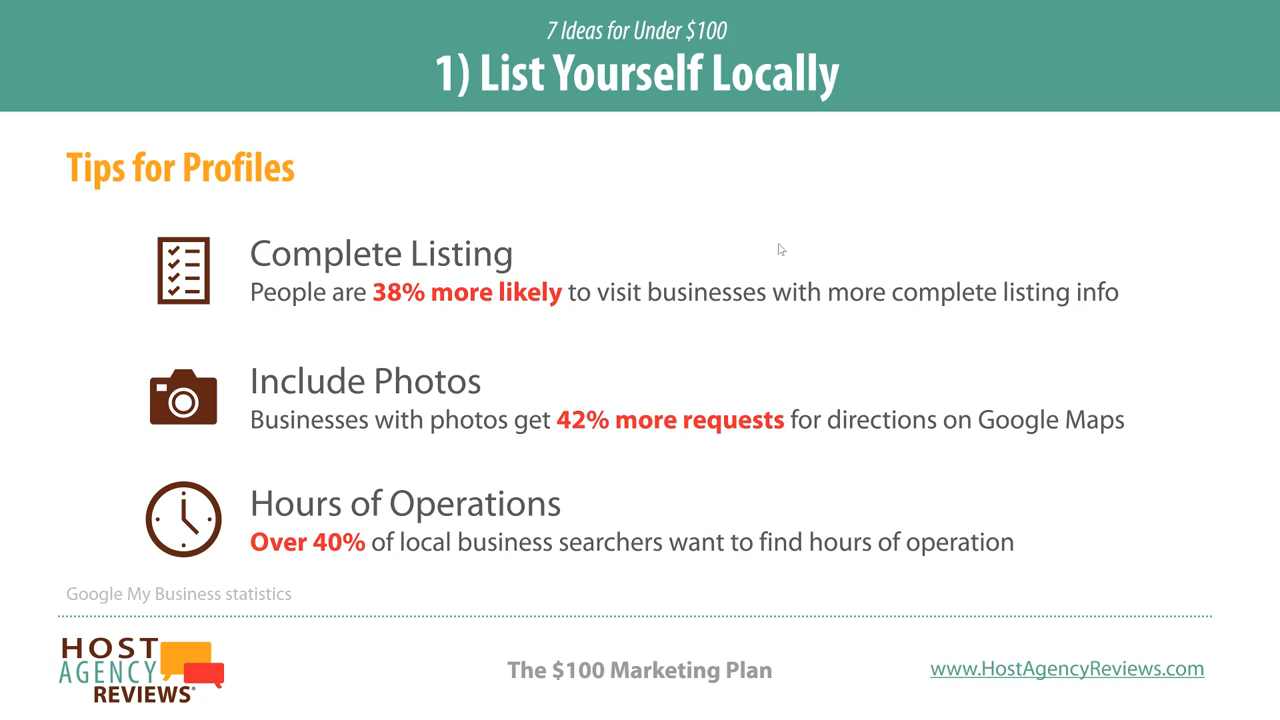 7 Ideas for Under $100
1) List Yourself Locally
Tips for Profiles
Complete Listing
People are 38% more likely to visit businesses with more complete listing info
Include Photos
Businesses with photos get 42% more requests for directions on Google Maps
Hours of Operations
Over 40% of local business searchers want to find hours of operation
Google My Business statistics
HOST
AGENCY
REVIEWS®
The $100 Marketing Plan
www.HostAgencyReviews.com